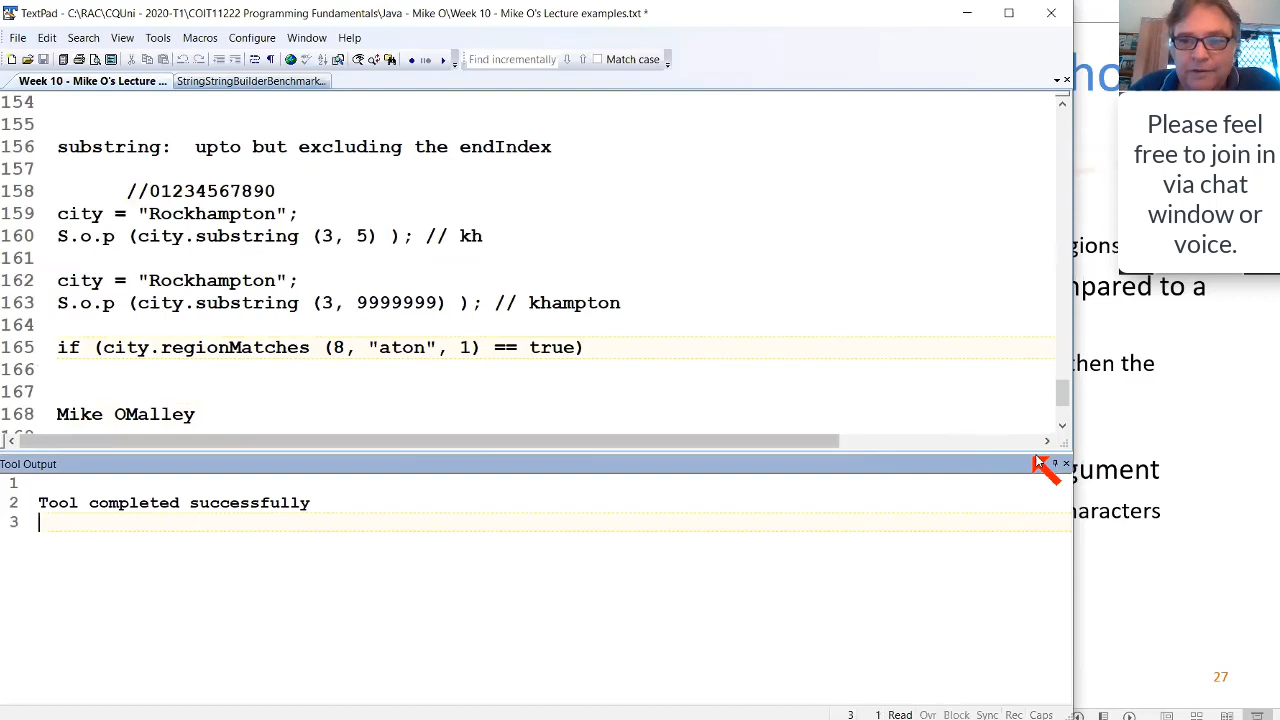 TextPad - C:\RAC\CQUni - 2020-T1\COIT11222 Programming Fundamentals\Java - Mike O\Week 10 - Mike O's Lecture examples.txt *
File Edit Search View Tools Macros Configure Window Help
Find incrementally Match case
Week 10 - Mike O's Lecture ... StringStringBuilderBenchmark...
154
155
156 substring: upto but excluding the endIndex
157
158 //01234567890
159 city = "Rockhampton";
160 S.o.p (city.substring (3, 5) ); // kh
161
162 city = "Rockhampton";
163 S.o.p (city.substring (3, 9999999) ); // khampton
164
165 if (city.regionMatches (8, "aton", 1) == true)
166
167
168 Mike OMalley
Tool Output
1
2 Tool completed successfully
3
3 1 Read Ovr Block Sync Rec Caps
Please feel
free to join in
via chat
window or
voice.
gions
mpared to a
then the
gument
haracters
27